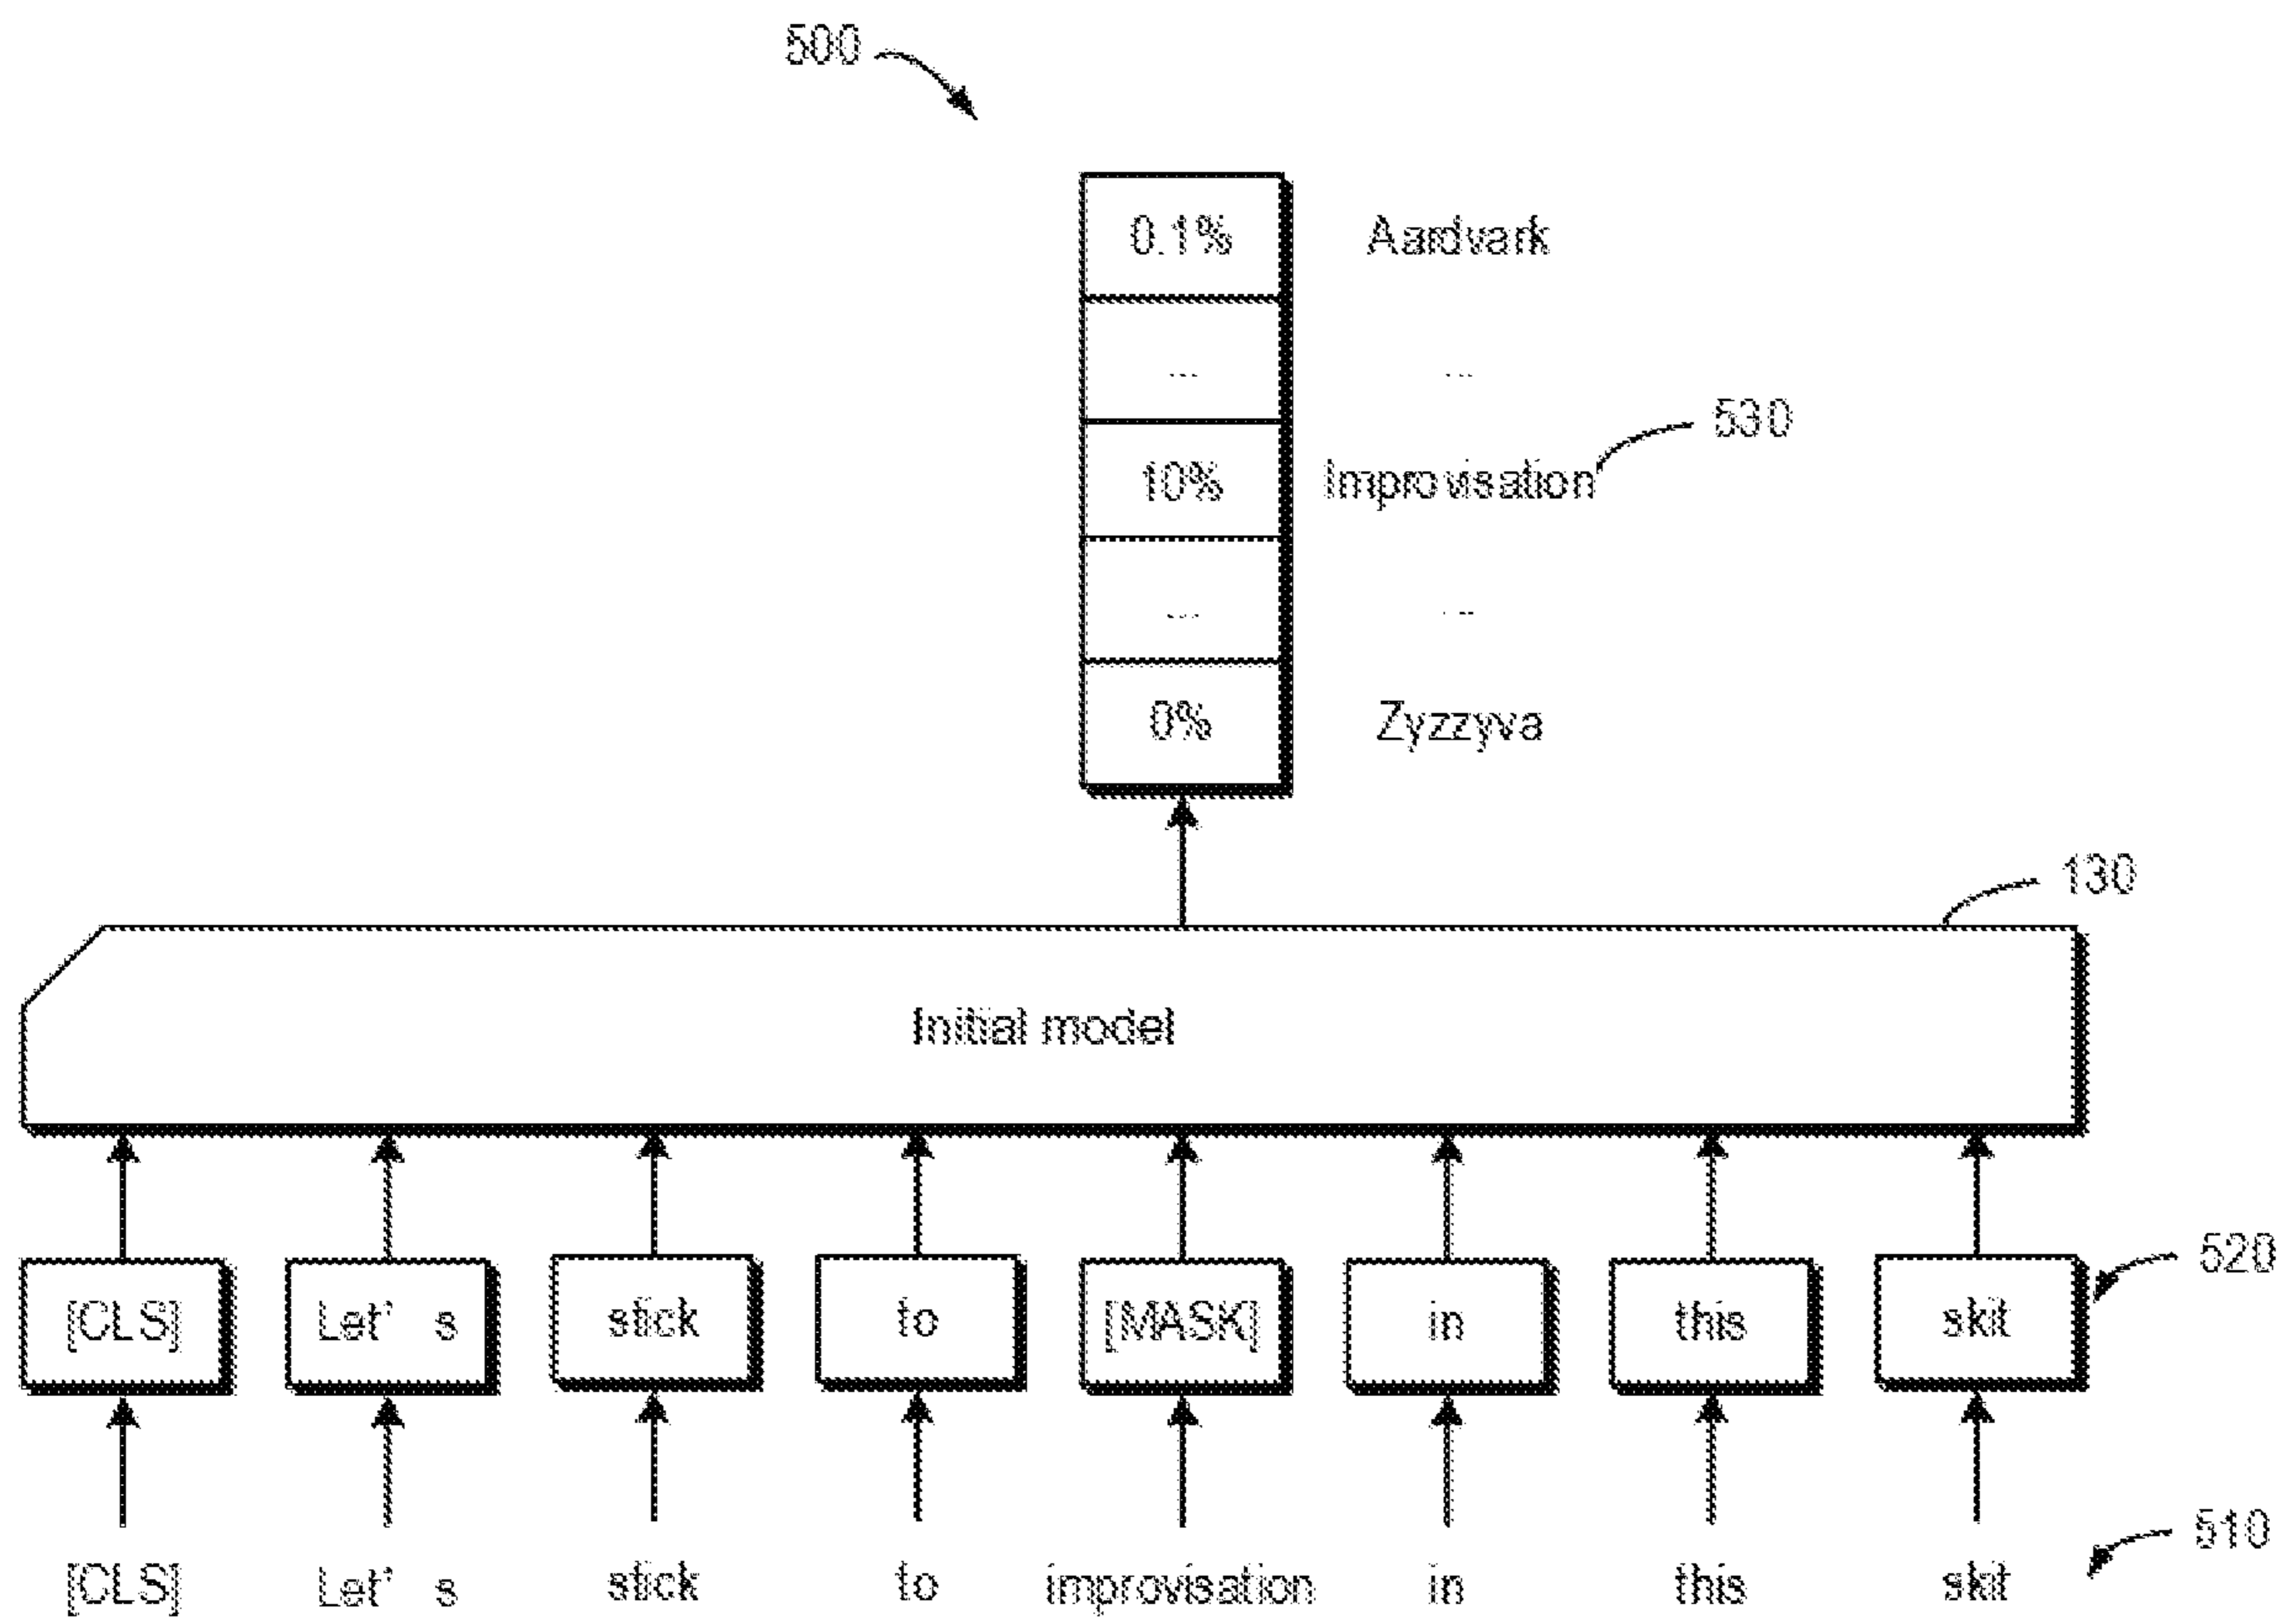 500
0.1% Aardvark
... ...
530
10% Improvisation
... ...
0% Zyzzyva
130
Initial model
520
[CLS] Let's stick to [MASK] in this skit
510
[CLS] Let's stick to improvisation in this skit